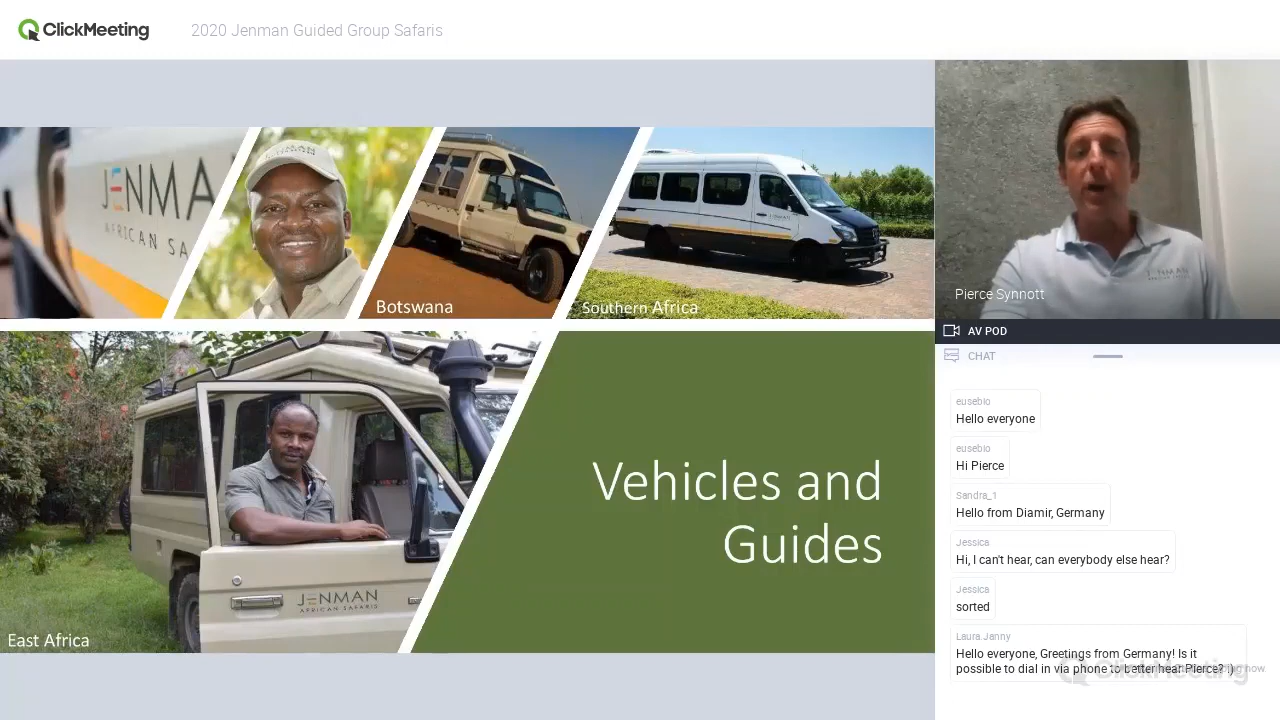 ClickMeeting
2020 Jenman Guided Group Safaris
JENMA
AFRICAN SA
Botswana
Southern Africa
East Africa
JENMAN
AFRICAN SAFARIS
Vehicles and
Guides
Pierce Synnott
AV POD
CHAT
eusebio
Hello everyone
eusebio
Hi Pierce
Sandra_1
Hello from Diamir, Germany
Jessica
Hi, I can't hear, can everybody else hear?
Jessica
sorted
Laura.Janny
Hello everyone, Greetings from Germany! Is it
possible to dial in via phone to better hear Pierce? :)
ClickMeeting